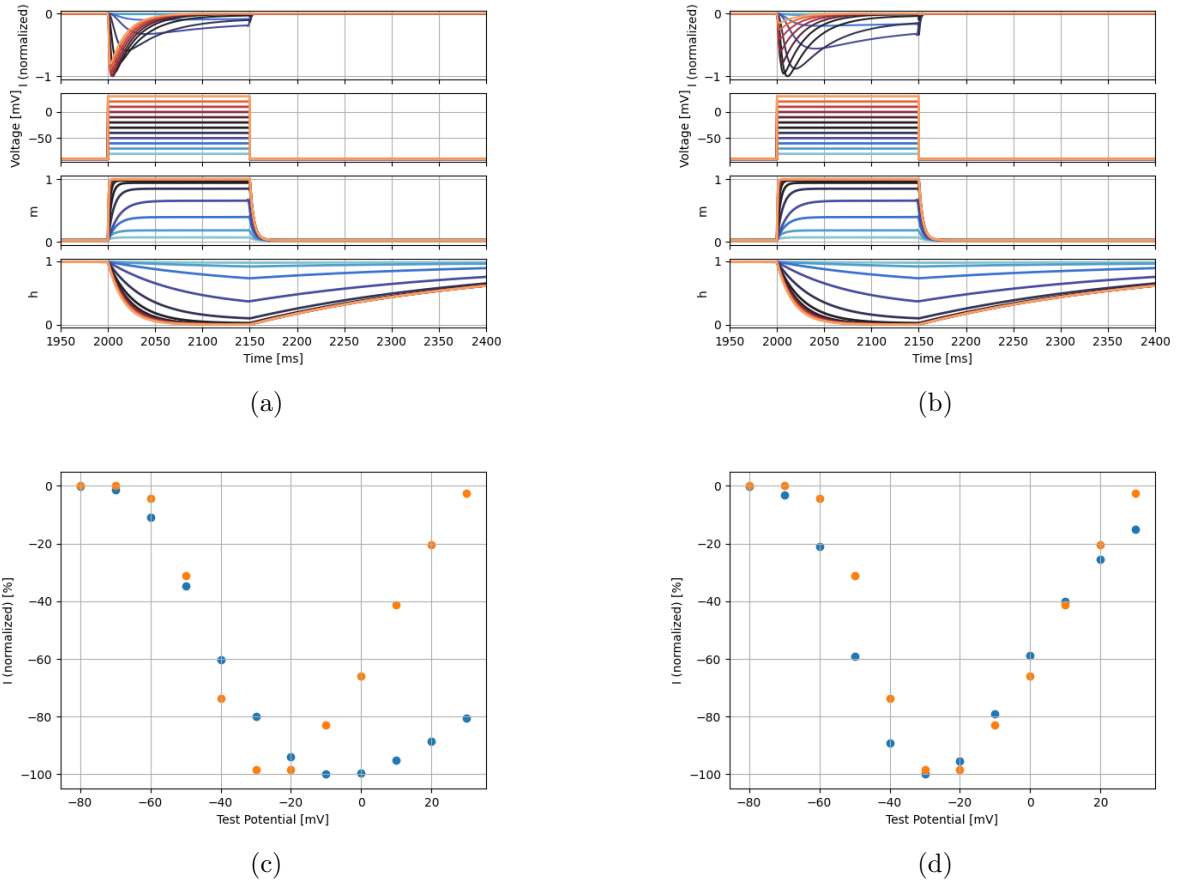 I (normalized)
0
−1
Voltage [mV]
0
−50
m
1
0
h
1
0
1950 2000 2050 2100 2150 2200 2250 2300 2350 2400
Time [ms]
(a)
I (normalized)
0
−1
Voltage [mV]
0
−50
m
1
0
h
1
0
1950 2000 2050 2100 2150 2200 2250 2300 2350 2400
Time [ms]
(b)
I (normalized) [%]
0
−20
−40
−60
−80
−100
−80 −60 −40 −20 0 20
Test Potential [mV]
(c)
I (normalized) [%]
0
−20
−40
−60
−80
−100
−80 −60 −40 −20 0 20
Test Potential [mV]
(d)